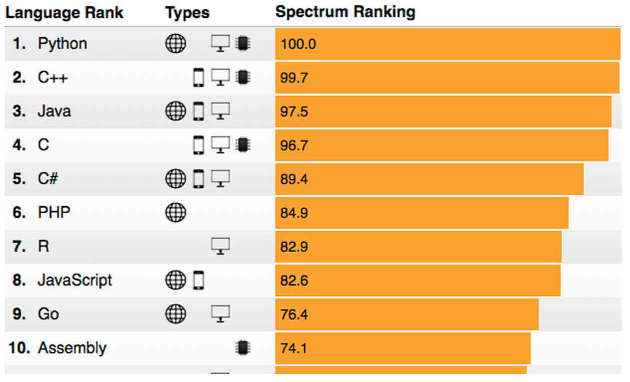 Language Rank Types Spectrum Ranking
1. Python 100.0
2. C++ 99.7
3. Java 97.5
4. C 96.7
5. C# 89.4
6. PHP 84.9
7. R 82.9
8. JavaScript 82.6
9. Go 76.4
10. Assembly 74.1